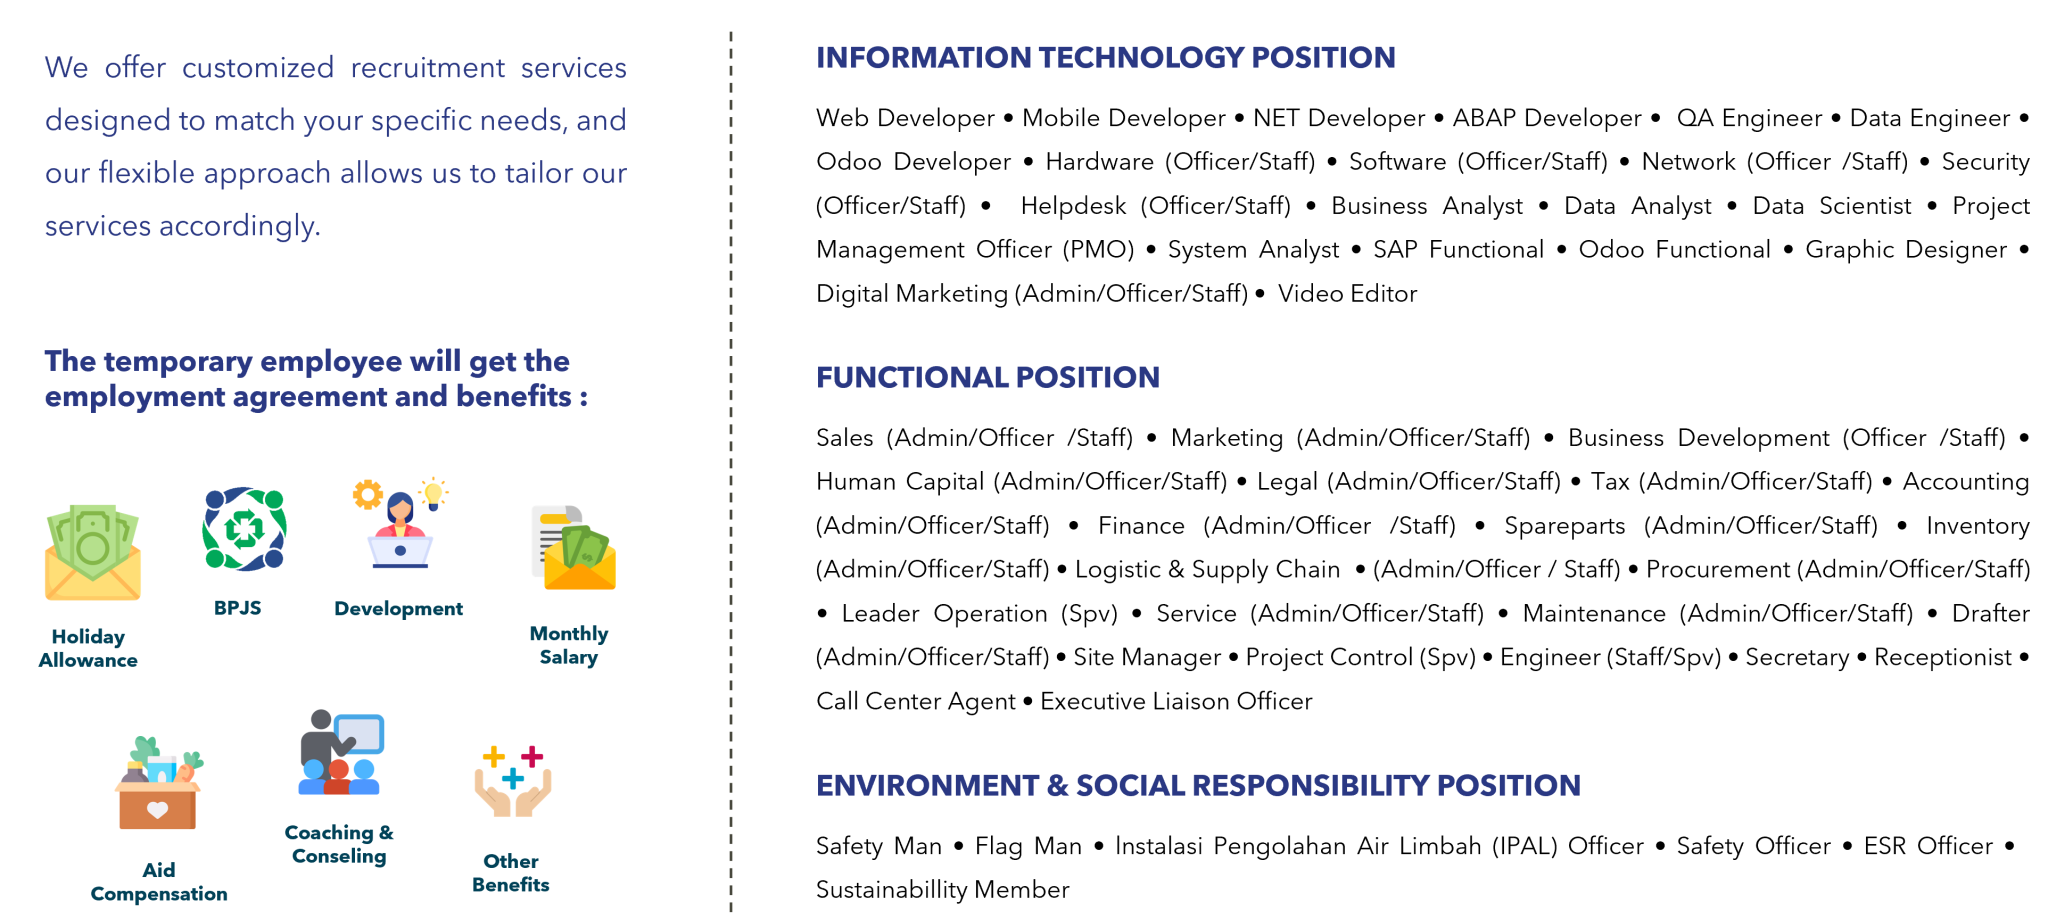 We offer customized recruitment services
designed to match your specific needs, and
our flexible approach allows us to tailor our
services accordingly.
The temporary employee will get the
employment agreement and benefits :
Holiday
Allowance
BPJS
Development
Monthly
Salary
Aid
Compensation
Coaching &
Conseling
Other
Benefits
INFORMATION TECHNOLOGY POSITION
Web Developer • Mobile Developer • NET Developer • ABAP Developer • QA Engineer • Data Engineer •
Odoo Developer • Hardware (Officer/Staff) • Software (Officer/Staff) • Network (Officer /Staff) • Security
(Officer/Staff) • Helpdesk (Officer/Staff) • Business Analyst • Data Analyst • Data Scientist • Project
Management Officer (PMO) • System Analyst • SAP Functional • Odoo Functional • Graphic Designer •
Digital Marketing (Admin/Officer/Staff) • Video Editor
FUNCTIONAL POSITION
Sales (Admin/Officer /Staff) • Marketing (Admin/Officer/Staff) • Business Development (Officer /Staff) •
Human Capital (Admin/Officer/Staff) • Legal (Admin/Officer/Staff) • Tax (Admin/Officer/Staff) • Accounting
(Admin/Officer/Staff) • Finance (Admin/Officer /Staff) • Spareparts (Admin/Officer/Staff) • Inventory
(Admin/Officer/Staff) • Logistic & Supply Chain • (Admin/Officer / Staff) • Procurement (Admin/Officer/Staff)
• Leader Operation (Spv) • Service (Admin/Officer/Staff) • Maintenance (Admin/Officer/Staff) • Drafter
(Admin/Officer/Staff) • Site Manager • Project Control (Spv) • Engineer (Staff/Spv) • Secretary • Receptionist •
Call Center Agent • Executive Liaison Officer
ENVIRONMENT & SOCIAL RESPONSIBILITY POSITION
Safety Man • Flag Man • Instalasi Pengolahan Air Limbah (IPAL) Officer • Safety Officer • ESR Officer •
Sustainabillity Member